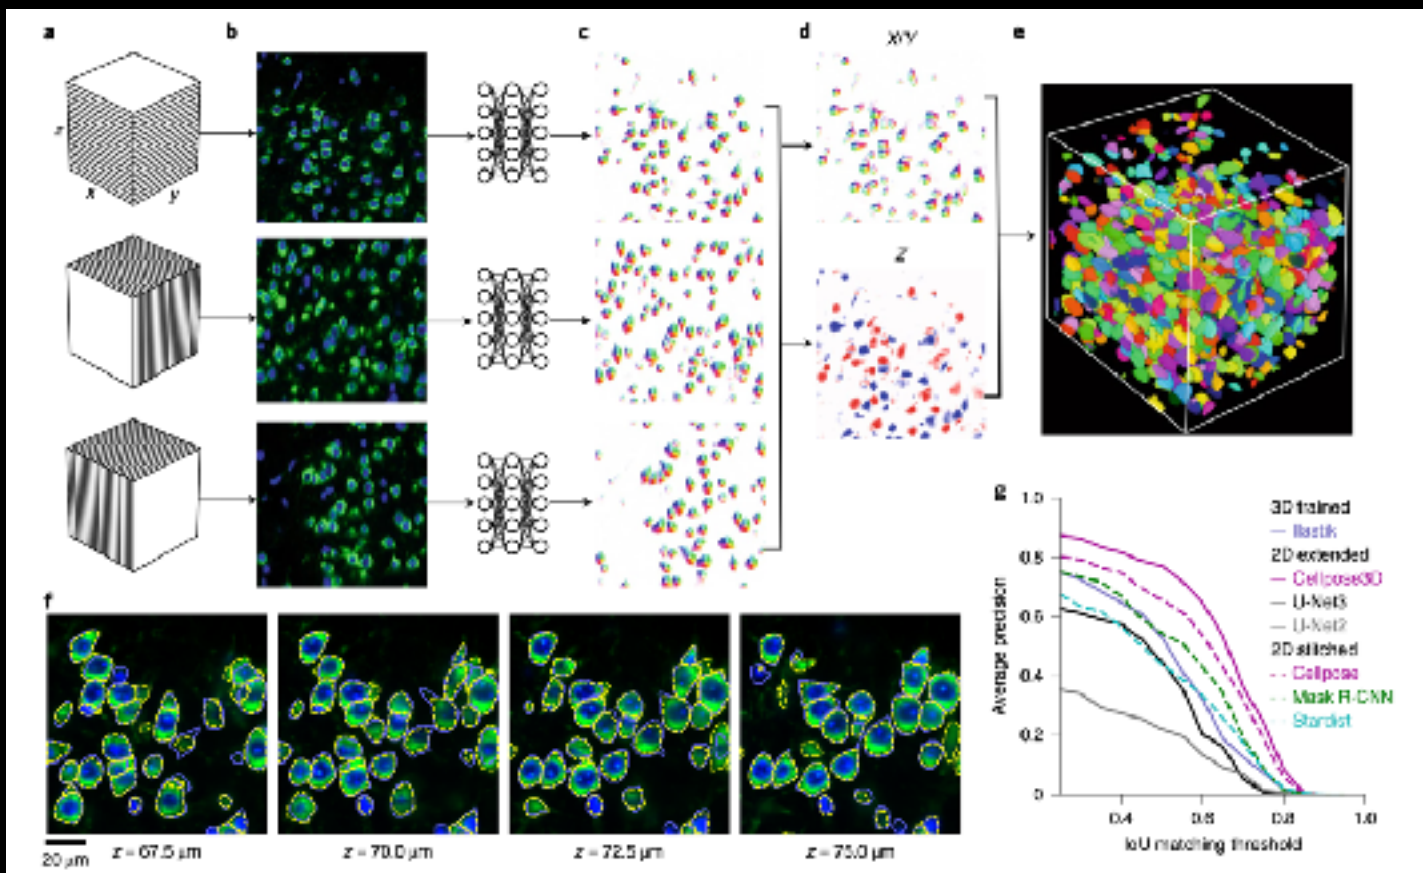 a
b
c
d
X/Y
e
z
x
y
Z
f
z = 67.5 μm
z = 70.0 μm
z = 72.5 μm
z = 75.0 μm
20 μm
g
1.0
0.8
0.6
0.4
0.2
0
0.4
0.6
0.8
1.0
Average precision
IoU matching threshold
3D trained
Ilastik
2D extended
Cellpose3D
U-Net3
U-Net2
2D stitched
Cellpose
Mask R-CNN
Stardist